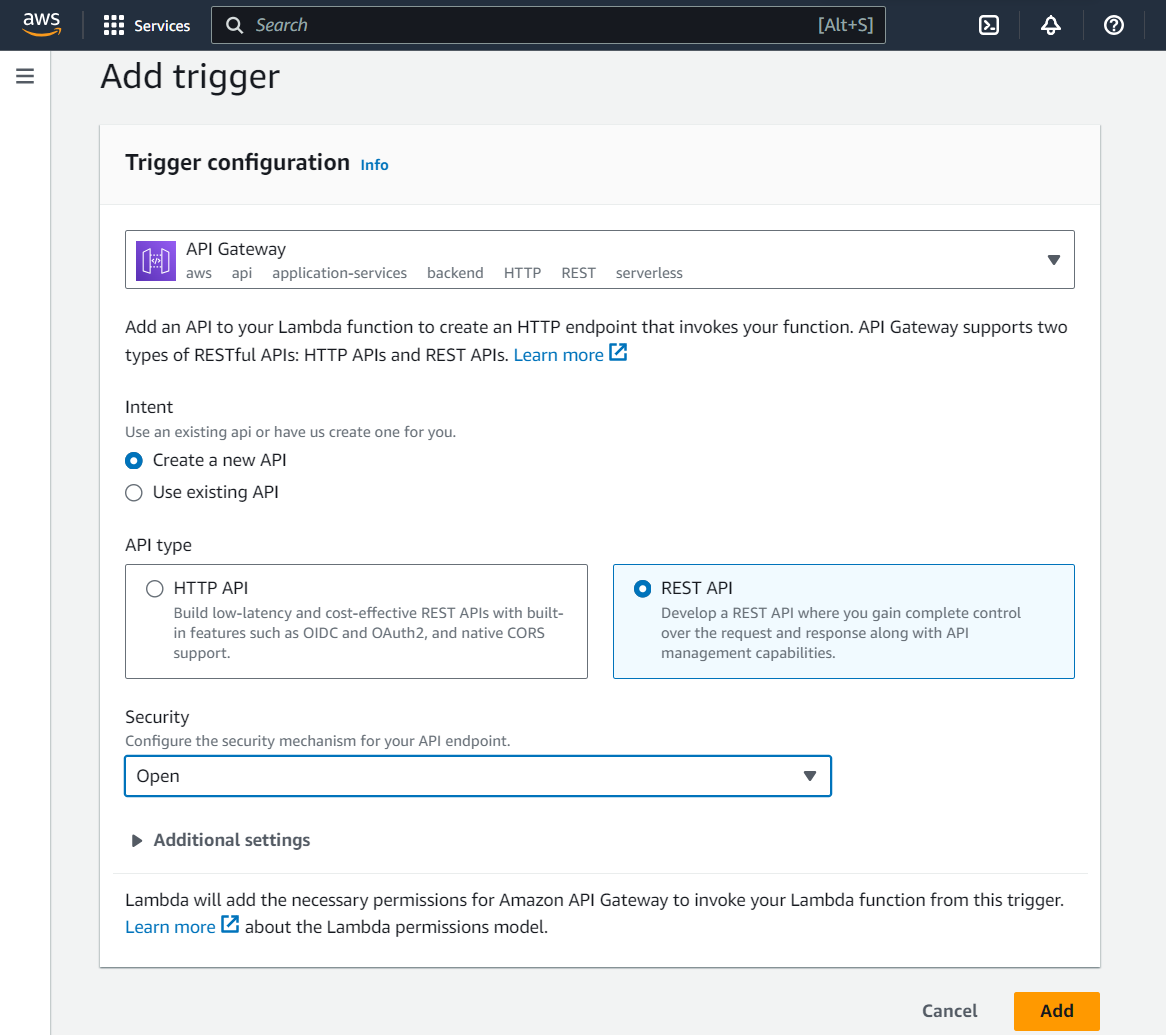 aws
Services
Search
[Alt+S]
Add trigger
Trigger configuration Info
API Gateway
aws api application-services backend HTTP REST serverless
Add an API to your Lambda function to create an HTTP endpoint that invokes your function. API Gateway supports two
types of RESTful APIs: HTTP APIs and REST APIs. Learn more
Intent
Use an existing api or have us create one for you.
Create a new API
Use existing API
API type
HTTP API
Build low-latency and cost-effective REST APIs with built-
in features such as OIDC and OAuth2, and native CORS
support.
REST API
Develop a REST API where you gain complete control
over the request and response along with API
management capabilities.
Security
Configure the security mechanism for your API endpoint.
Open
Additional settings
Lambda will add the necessary permissions for Amazon API Gateway to invoke your Lambda function from this trigger.
Learn more about the Lambda permissions model.
Cancel
Add